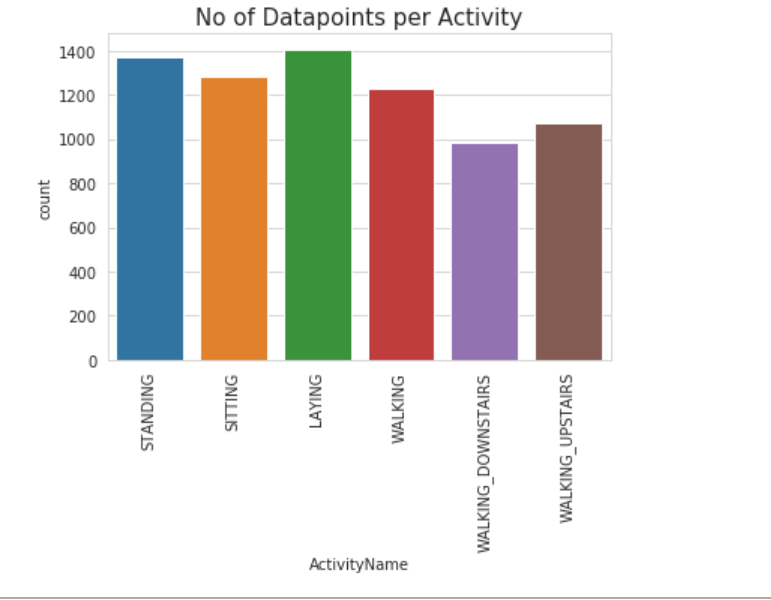 No of Datapoints per Activity
1400
1200
1000
800
600
400
200
0
count
STANDING
SITTING
LAYING
WALKING
WALKING_DOWNSTAIRS
WALKING_UPSTAIRS
ActivityName